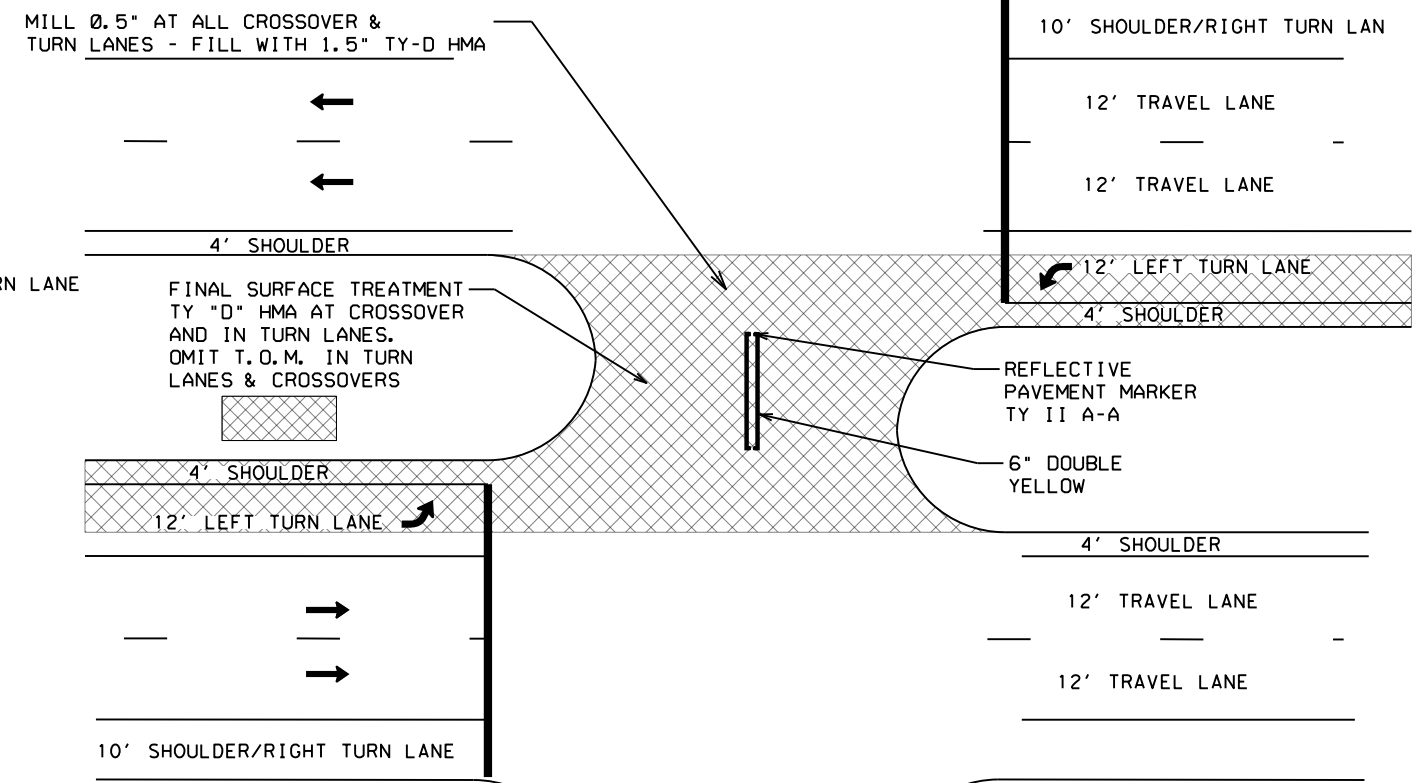 MILL 0.5" AT ALL CROSSOVER &
TURN LANES - FILL WITH 1.5" TY-D HMA
10' SHOULDER/RIGHT TURN LAN
12' TRAVEL LANE
12' TRAVEL LANE
4' SHOULDER
12' LEFT TURN LANE
4' SHOULDER
RN LANE
FINAL SURFACE TREATMENT
TY "D" HMA AT CROSSOVER
AND IN TURN LANES.
OMIT T.O.M. IN TURN
LANES & CROSSOVERS
REFLECTIVE
PAVEMENT MARKER
TY II A-A
6" DOUBLE
YELLOW
4' SHOULDER
12' LEFT TURN LANE
4' SHOULDER
12' TRAVEL LANE
12' TRAVEL LANE
10' SHOULDER/RIGHT TURN LANE